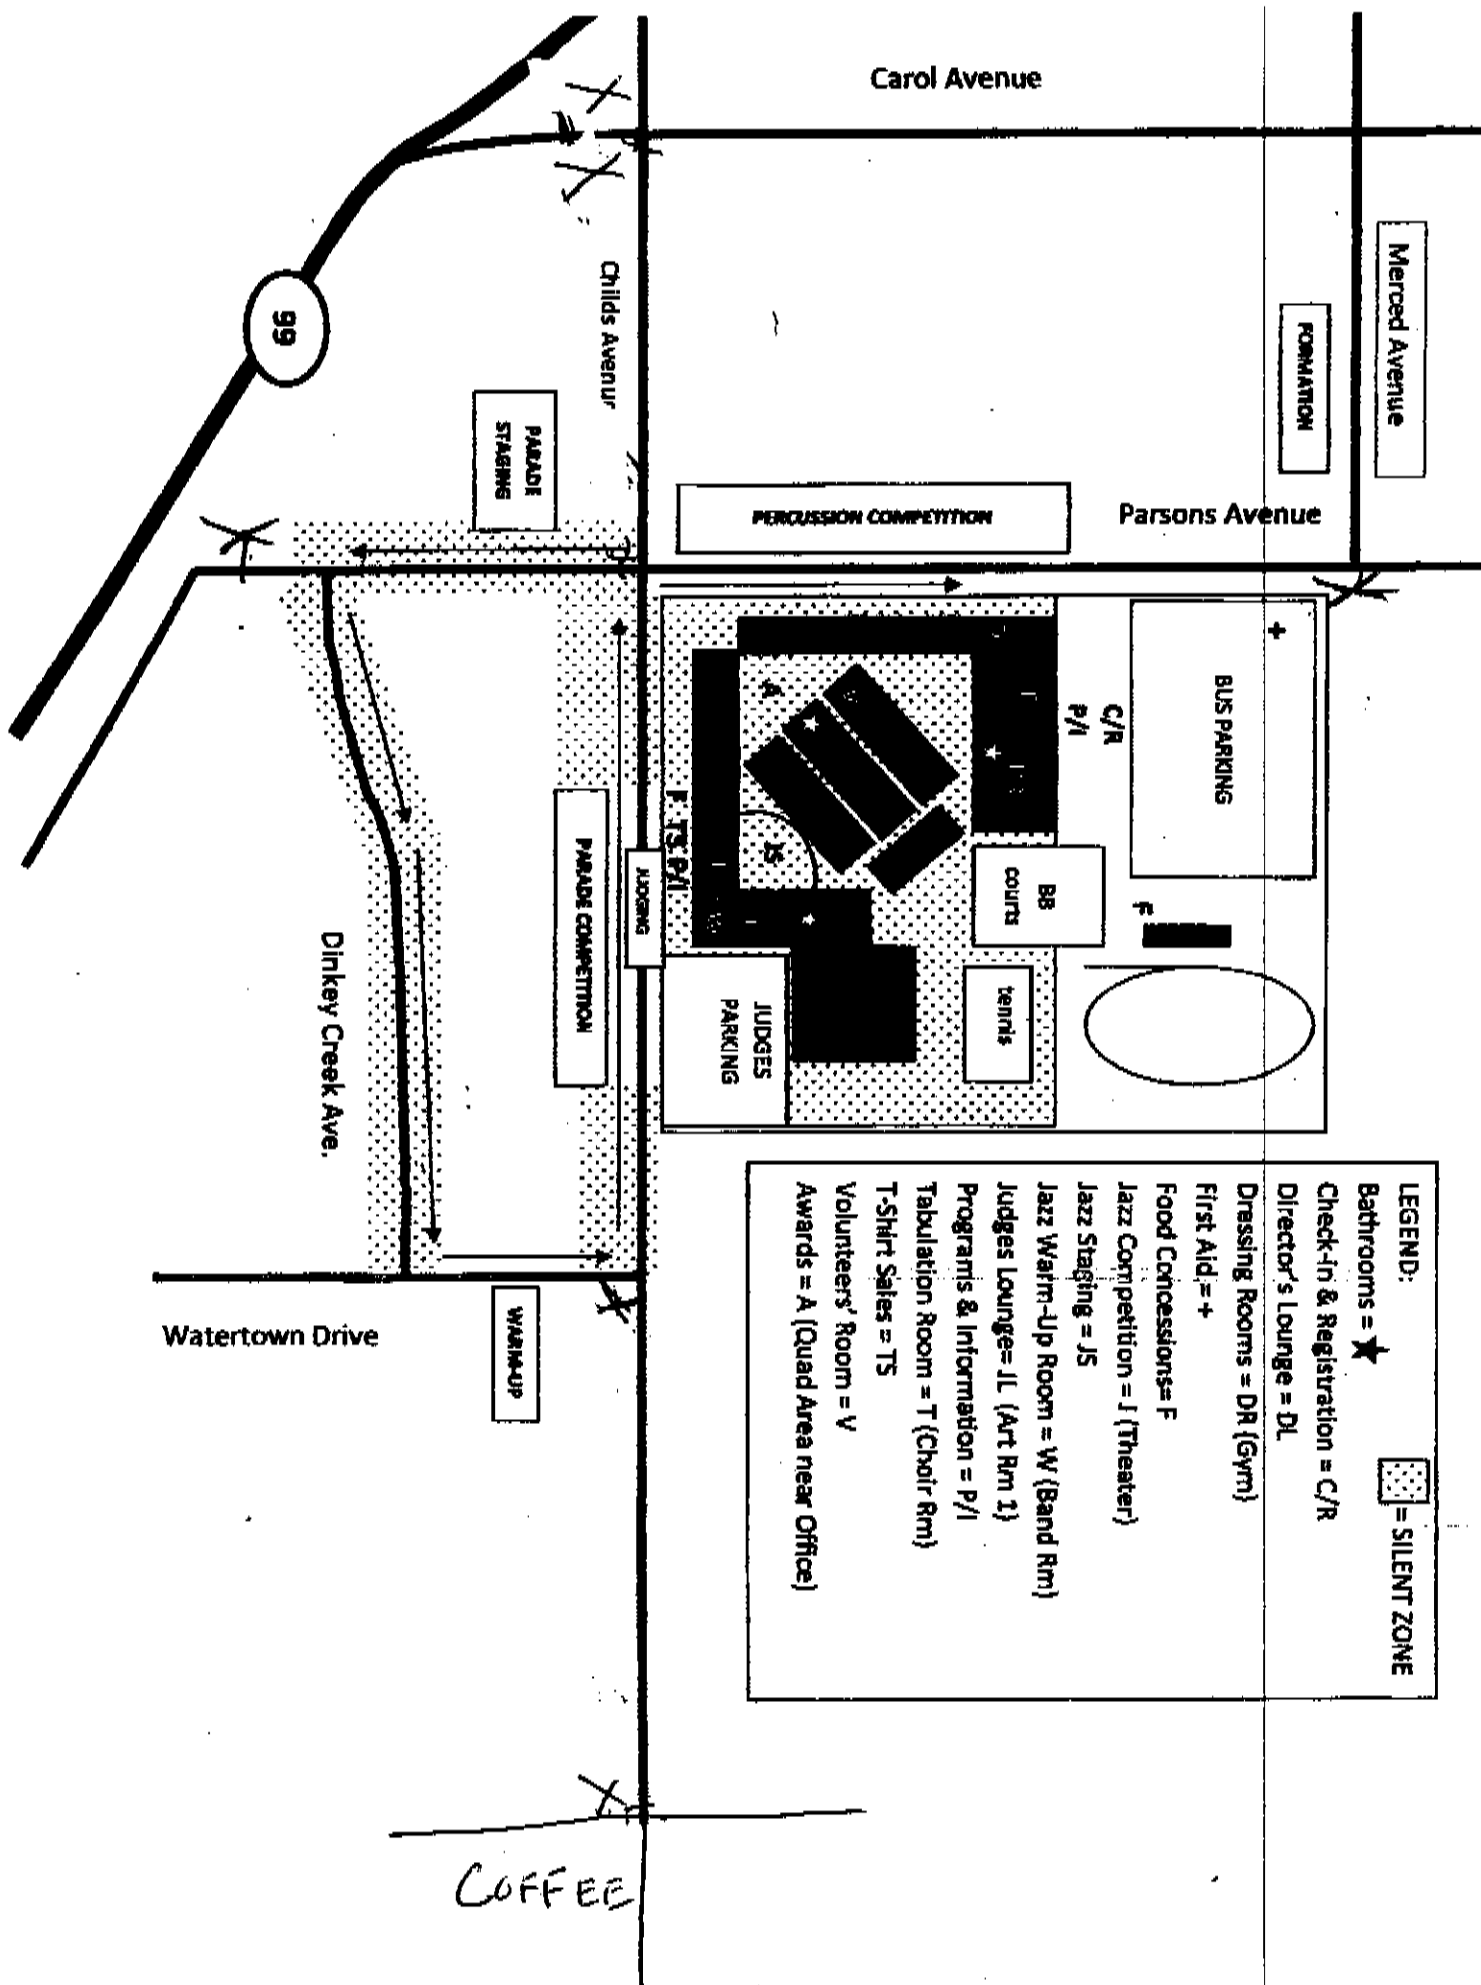 Carol Avenue
Merced Avenue
FORMATION
Childs Avenur
99
PARADE
STAGING
PERCUSSION COMPETITION
Parsons Avenue
BUS PARKING
+
C/R
P/I
A
JS
F TS P/I
BB
courts
F
tennis
JUDGING
JUDGES
PARKING
PARADE COMPETITION
Dinkey Creek Ave.
WARM-UP
Watertown Drive
COFFEE
LEGEND:
= SILENT ZONE
Bathrooms =
Check-in & Registration = C/R
Director's Lounge = DL
Dressing Rooms = DR (Gym)
First Aid = +
Food Concessions= F
Jazz Competition = J (Theater)
Jazz Staging = JS
Jazz Warm-Up Room = W (Band Rm)
Judges Lounge= JL (Art Rm 1)
Programs & Information = P/I
Tabulation Room = T (Choir Rm)
T-Shirt Sales = TS
Volunteers' Room = V
Awards = A (Quad Area near Office)